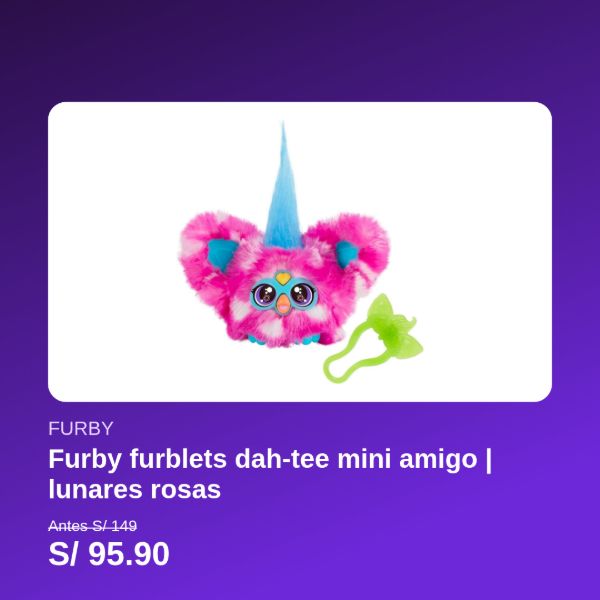 FURBY
Furby furblets dah-tee mini amigo |
lunares rosas
Antes S/ 149
S/ 95.90